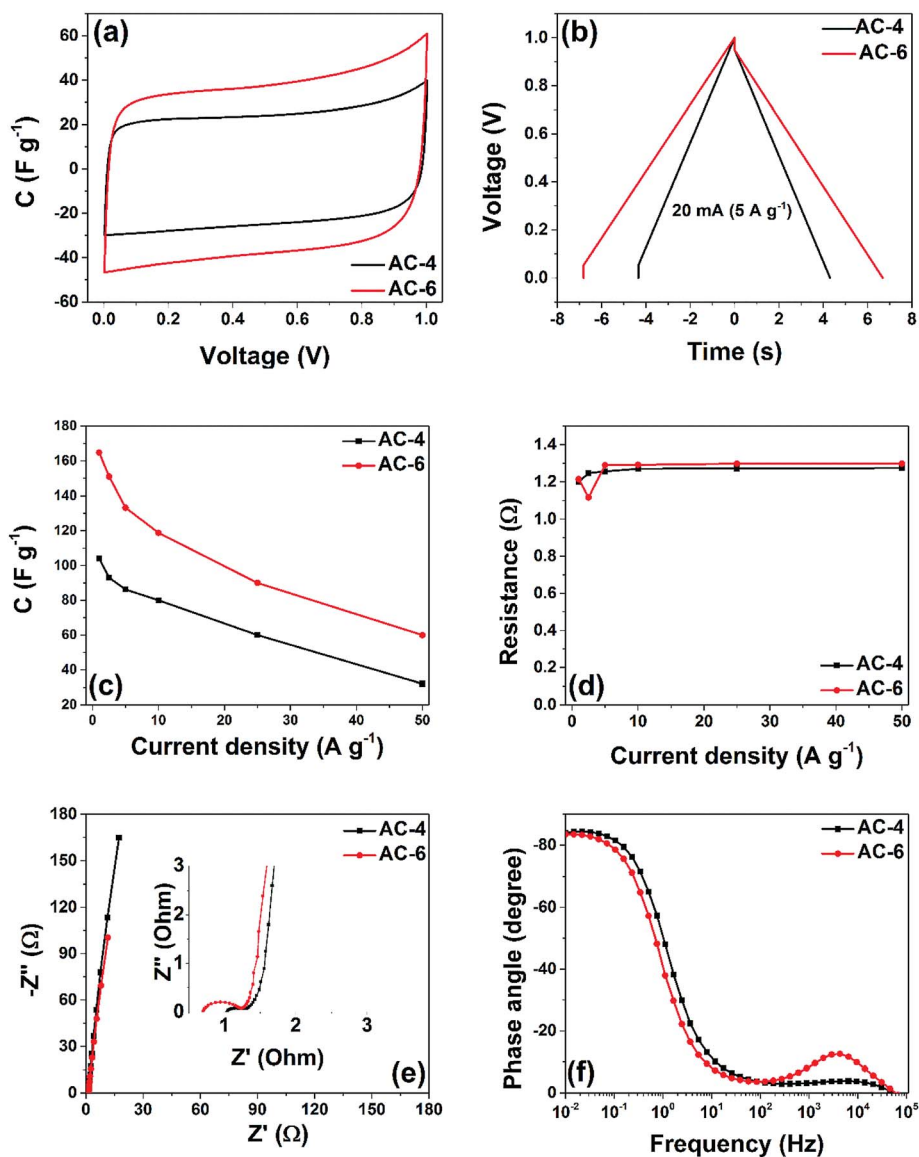 (a)
AC-4
AC-6
C (F g⁻¹)
60
40
20
0
-20
-40
-60
0.0 0.2 0.4 0.6 0.8 1.0
Voltage (V)
(b)
AC-4
AC-6
Voltage (V)
1.0
0.8
0.6
0.4
0.2
0.0
20 mA (5 A g⁻¹)
-8 -6 -4 -2 0 2 4 6 8
Time (s)
AC-4
AC-6
C (F g⁻¹)
180
160
140
120
100
80
60
40
20
(c)
0 10 20 30 40 50
Current density (A g⁻¹)
Resistance (Ω)
1.4
1.2
1.0
0.8
0.6
0.4
0.2
0.0
AC-4
AC-6
(d)
0 10 20 30 40 50
Current density (A g⁻¹)
AC-4
AC-6
-Z'' (Ω)
180
150
120
90
60
30
0
Z'' (Ohm)
3
2
1
0
1 2 3
Z' (Ohm)
(e)
0 30 60 90 120 150 180
Z' (Ω)
AC-4
AC-6
Phase angle (degree)
-80
-60
-40
-20
0
(f)
10⁻² 10⁻¹ 10⁰ 10¹ 10² 10³ 10⁴ 10⁵
Frequency (Hz)